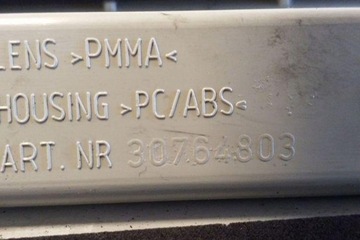 LENS >PMMA<
HOUSING >PC/ABS<
ART. NR 30764803